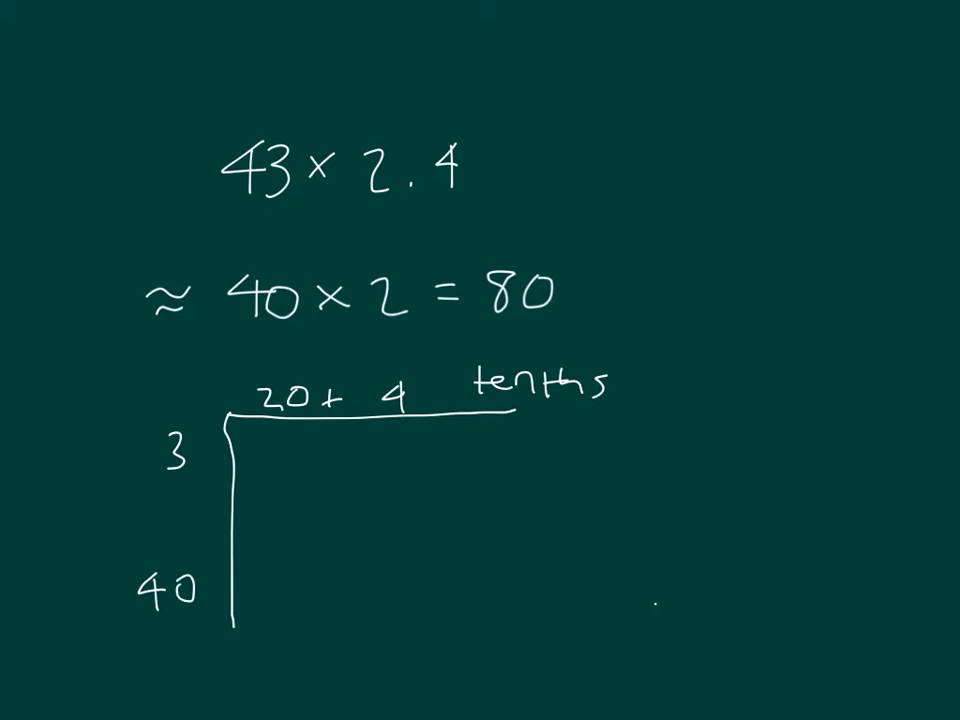 43 × 2.4
≈ 40 × 2 = 80
20 + 4 tenths
3
40